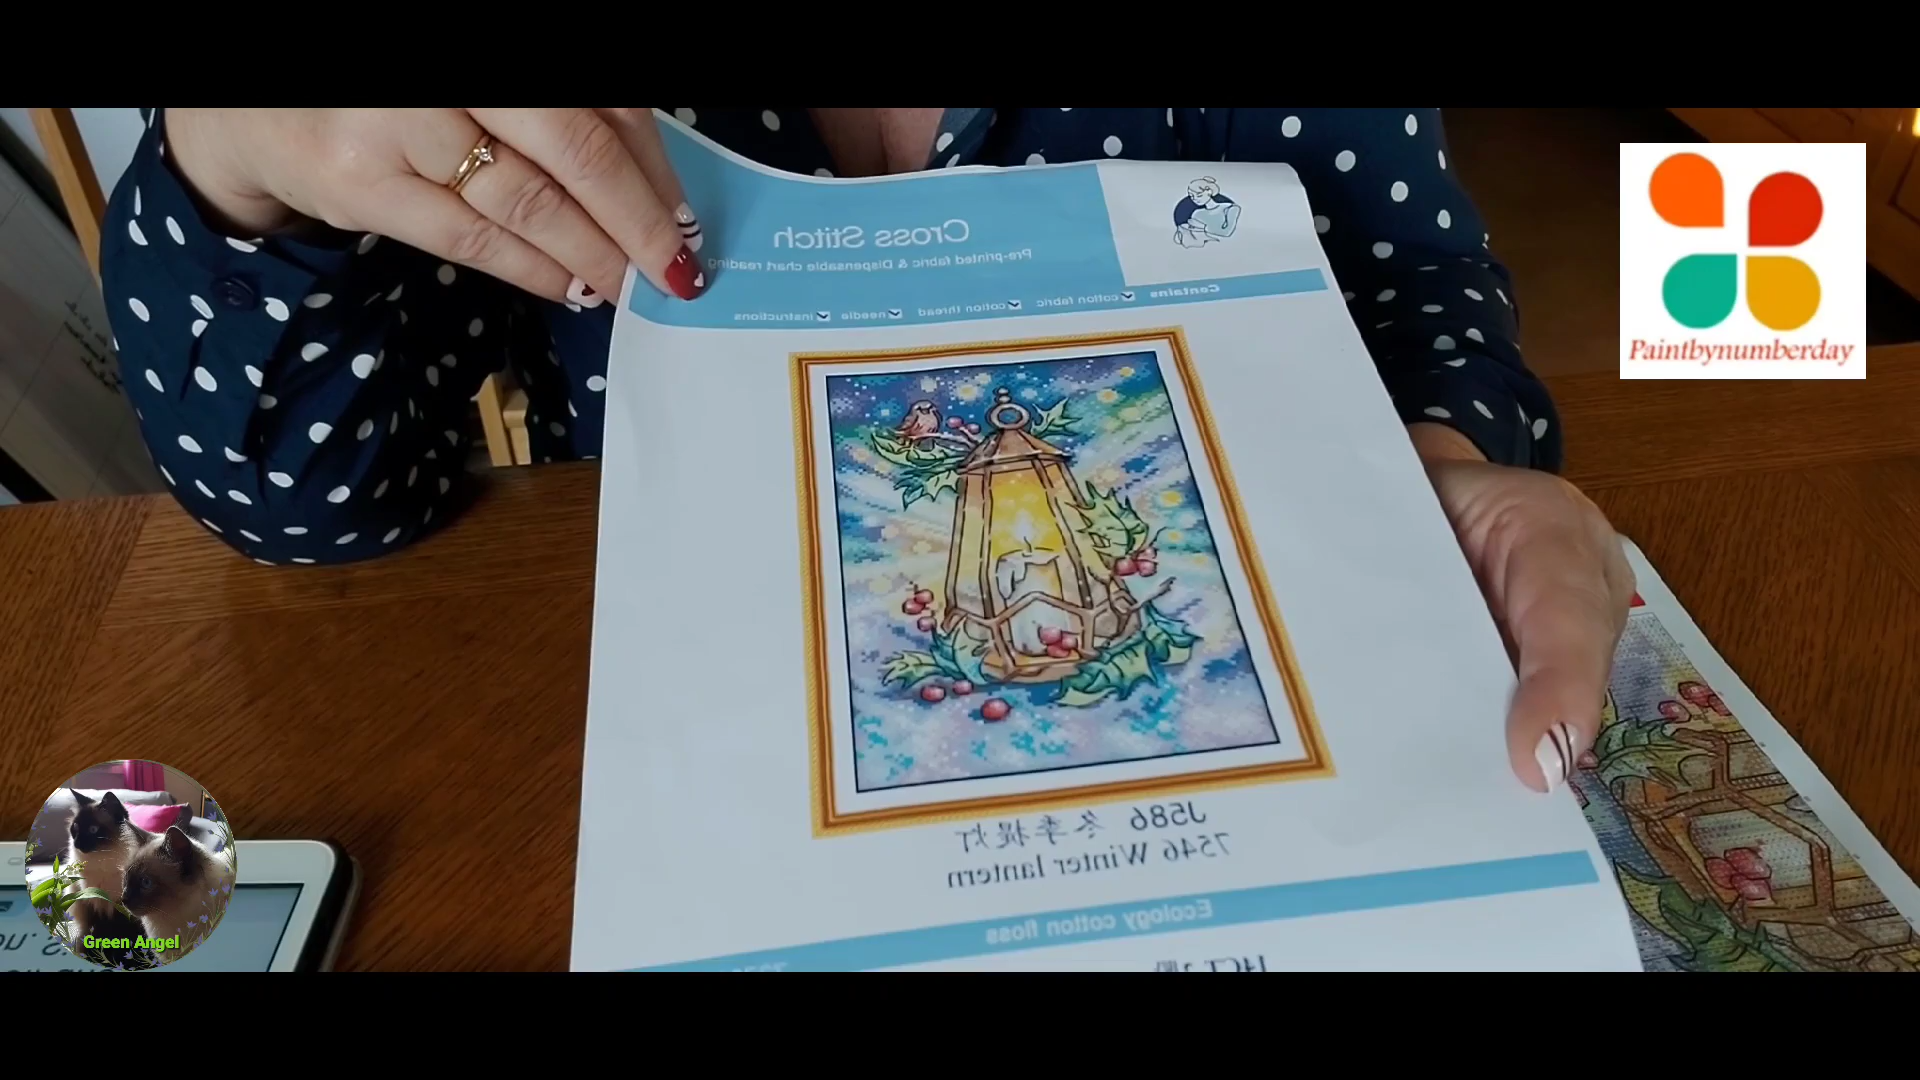 Cross Stitch
Pre-printed fabric & Dispensable chart reading
Contains cotton fabric cotton thread needle instructions
J586 冬季提灯
7546 Winter lantern
Ecology cotton floss
14CT
Paintbynumberday
Green Angel